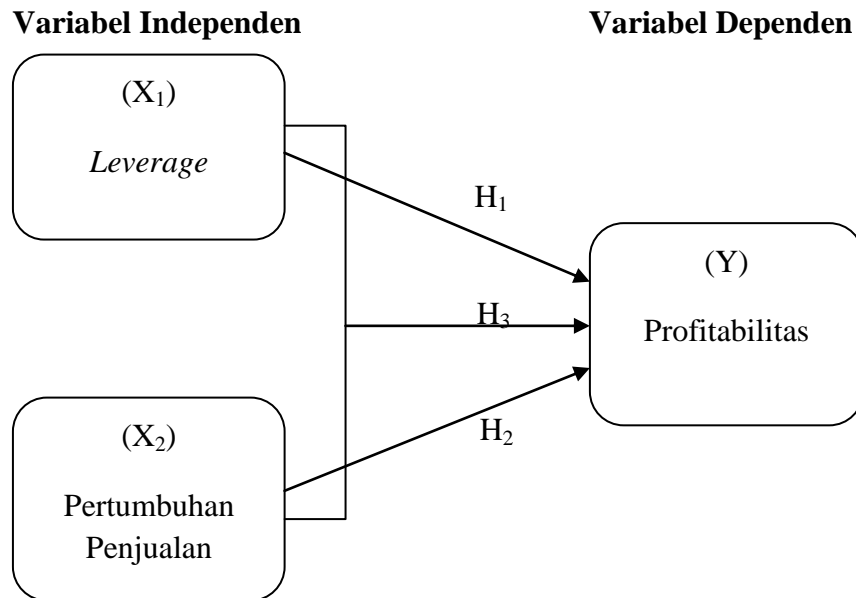 Variabel Independen
Variabel Dependen
(X₁)
Leverage
H₁
(Y)
Profitabilitas
H₃
H₂
(X₂)
Pertumbuhan
Penjualan